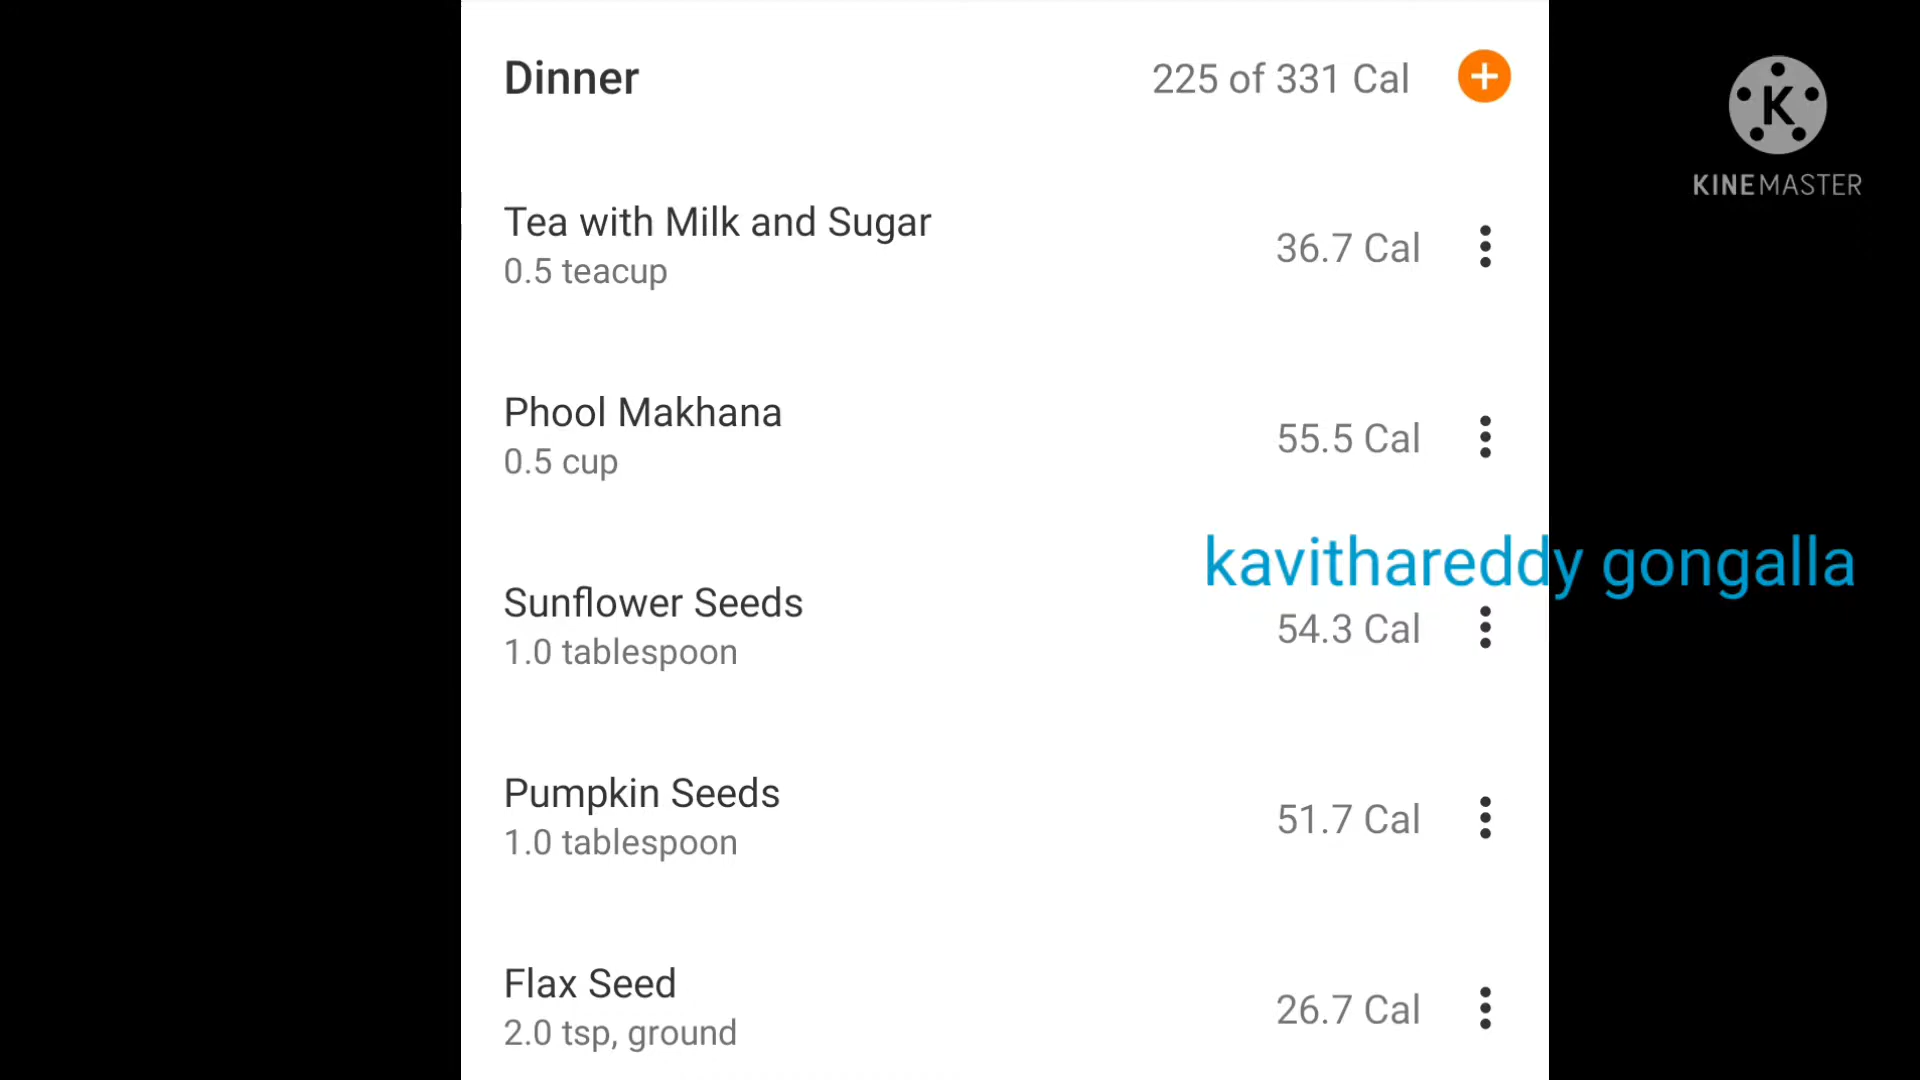 Dinner
225 of 331 Cal
K
KINEMASTER
Tea with Milk and Sugar
0.5 teacup
36.7 Cal
Phool Makhana
0.5 cup
55.5 Cal
kavithareddy gongalla
Sunflower Seeds
1.0 tablespoon
54.3 Cal
Pumpkin Seeds
1.0 tablespoon
51.7 Cal
Flax Seed
2.0 tsp, ground
26.7 Cal